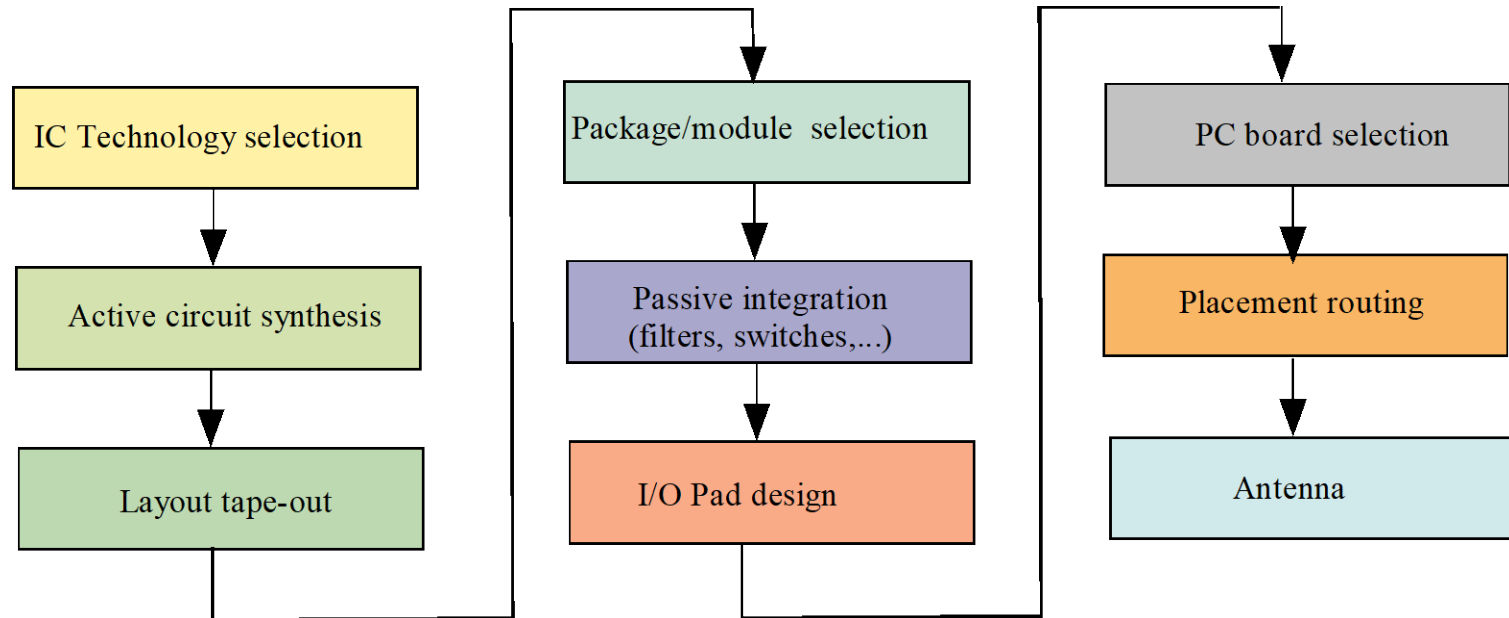 IC Technology selection
Active circuit synthesis
Layout tape-out
Package/module selection
Passive integration
(filters, switches,...)
I/O Pad design
PC board selection
Placement routing
Antenna